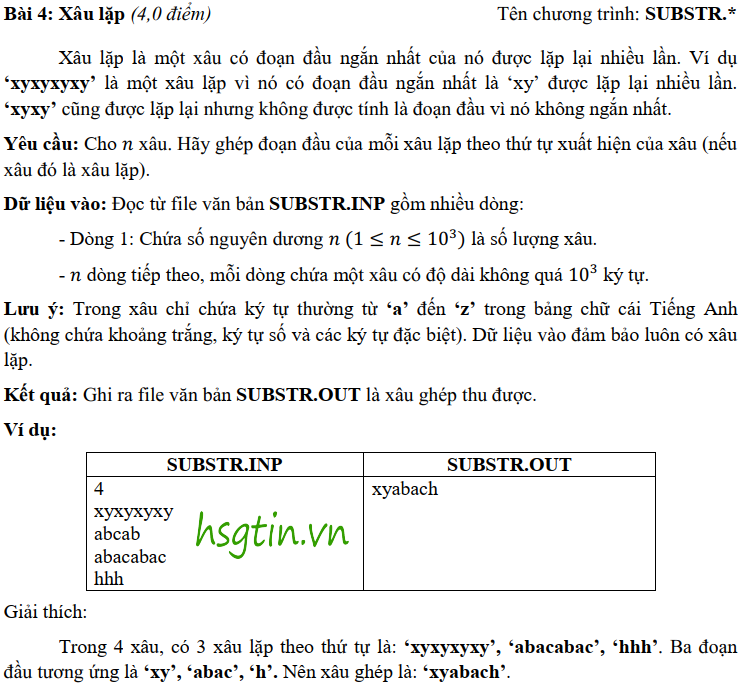 Bài 4: Xâu lặp (4,0 điểm) Tên chương trình: SUBSTR.*
Xâu lặp là một xâu có đoạn đầu ngắn nhất của nó được lặp lại nhiều lần. Ví dụ
‘xyxyxyxy’ là một xâu lặp vì nó có đoạn đầu ngắn nhất là ‘xy’ được lặp lại nhiều lần.
‘xyxy’ cũng được lặp lại nhưng không được tính là đoạn đầu vì nó không ngắn nhất.
Yêu cầu: Cho n xâu. Hãy ghép đoạn đầu của mỗi xâu lặp theo thứ tự xuất hiện của xâu (nếu
xâu đó là xâu lặp).
Dữ liệu vào: Đọc từ file văn bản SUBSTR.INP gồm nhiều dòng:
- Dòng 1: Chứa số nguyên dương n (1 ≤ n ≤ 10³) là số lượng xâu.
- n dòng tiếp theo, mỗi dòng chứa một xâu có độ dài không quá 10³ ký tự.
Lưu ý: Trong xâu chỉ chứa ký tự thường từ ‘a’ đến ‘z’ trong bảng chữ cái Tiếng Anh
(không chứa khoảng trắng, ký tự số và các ký tự đặc biệt). Dữ liệu vào đảm bảo luôn có xâu
lặp.
Kết quả: Ghi ra file văn bản SUBSTR.OUT là xâu ghép thu được.
Ví dụ:
SUBSTR.INP SUBSTR.OUT
4 xyabach
xyxyxyxy
abcab
abacabac
hhh
hsgtin.vn
Giải thích:
Trong 4 xâu, có 3 xâu lặp theo thứ tự là: ‘xyxyxyxy’, ‘abacabac’, ‘hhh’. Ba đoạn
đầu tương ứng là ‘xy’, ‘abac’, ‘h’. Nên xâu ghép là: ‘xyabach’.